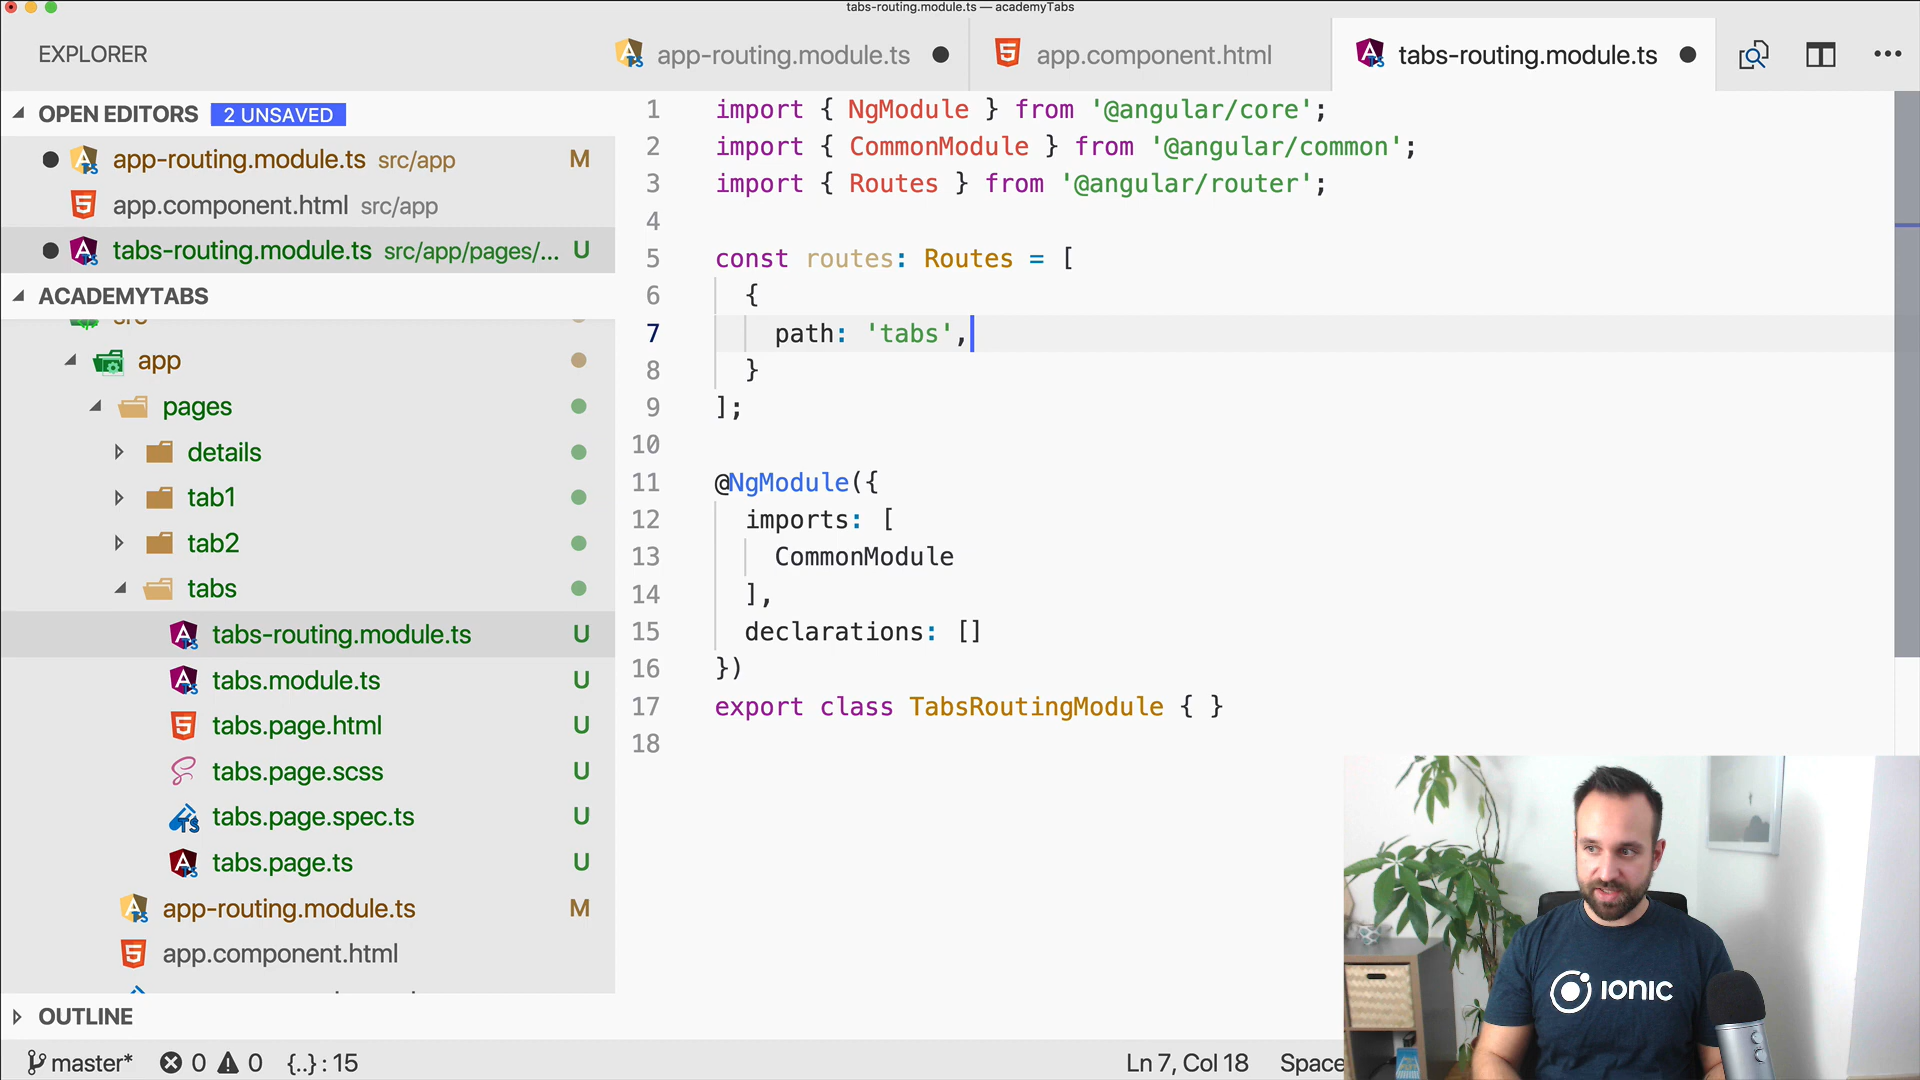 tabs-routing.module.ts — academyTabs
EXPLORER
app-routing.module.ts
app.component.html
tabs-routing.module.ts
OPEN EDITORS 2 UNSAVED
app-routing.module.ts src/app M
app.component.html src/app
tabs-routing.module.ts src/app/pages/... U
ACADEMYTABS
src
app
pages
details
tab1
tab2
tabs
tabs-routing.module.ts U
tabs.module.ts U
tabs.page.html U
tabs.page.scss U
tabs.page.spec.ts U
tabs.page.ts U
app-routing.module.ts M
app.component.html
OUTLINE
1 import { NgModule } from '@angular/core';
2 import { CommonModule } from '@angular/common';
3 import { Routes } from '@angular/router';
4
5 const routes: Routes = [
6 {
7 path: 'tabs',
8 }
9 ];
10
11 @NgModule({
12 imports: [
13 CommonModule
14 ],
15 declarations: []
16 })
17 export class TabsRoutingModule { }
18
IONIC
master* 0 0 {..} : 15
Ln 7, Col 18 Space